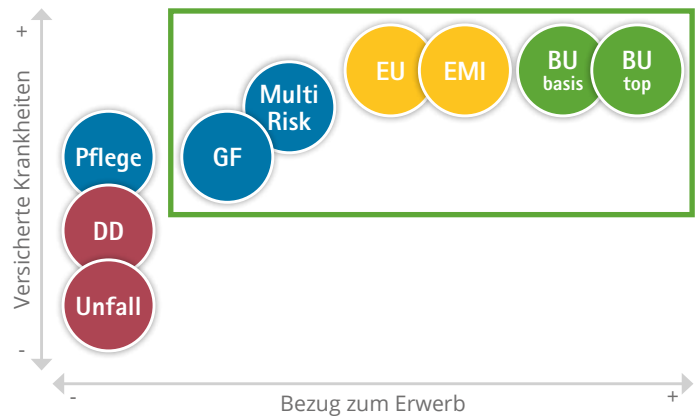 +
Versicherte Krankheiten
-
EU
EMI
BU
basis
BU
top
Multi
Risk
Pflege
GF
DD
Unfall
-
Bezug zum Erwerb
+